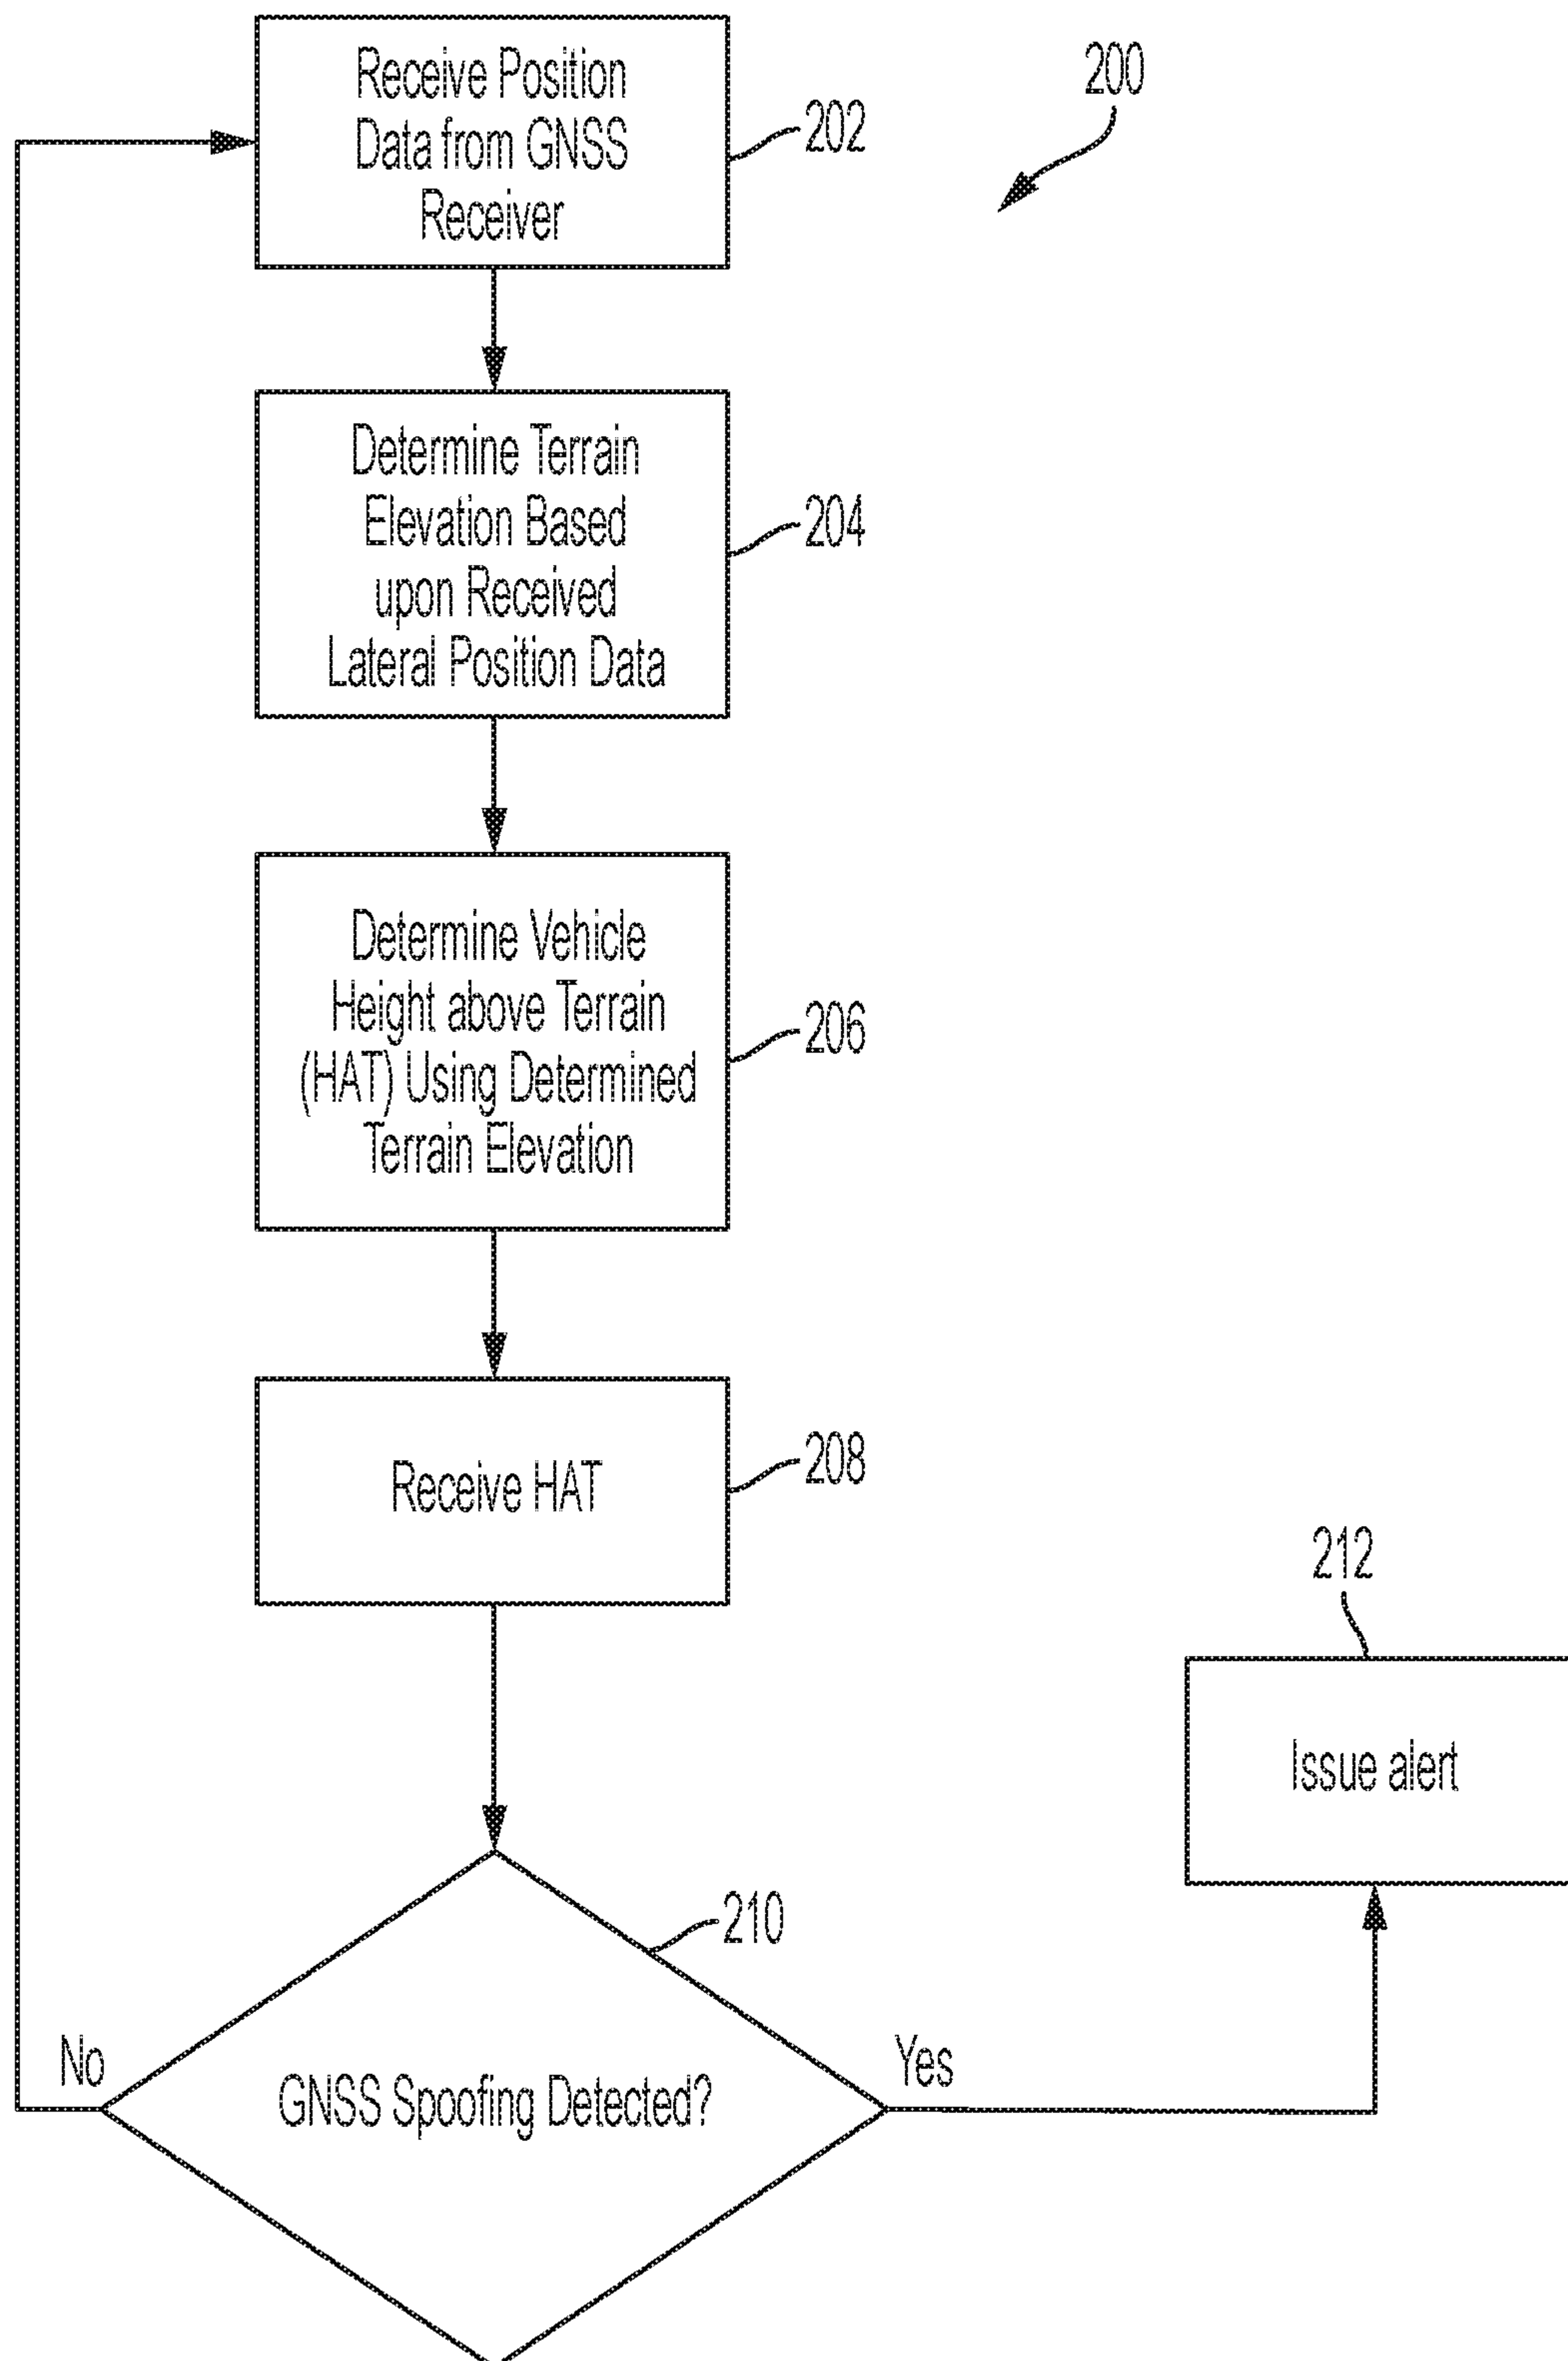 Receive Position
Data from GNSS
Receiver
202
200
Determine Terrain
Elevation Based
upon Received
Lateral Position Data
204
Determine Vehicle
Height above Terrain
(HAT) Using Determined
Terrain Elevation
206
Receive HAT
208
212
Issue alert
210
No
GNSS Spoofing Detected?
Yes